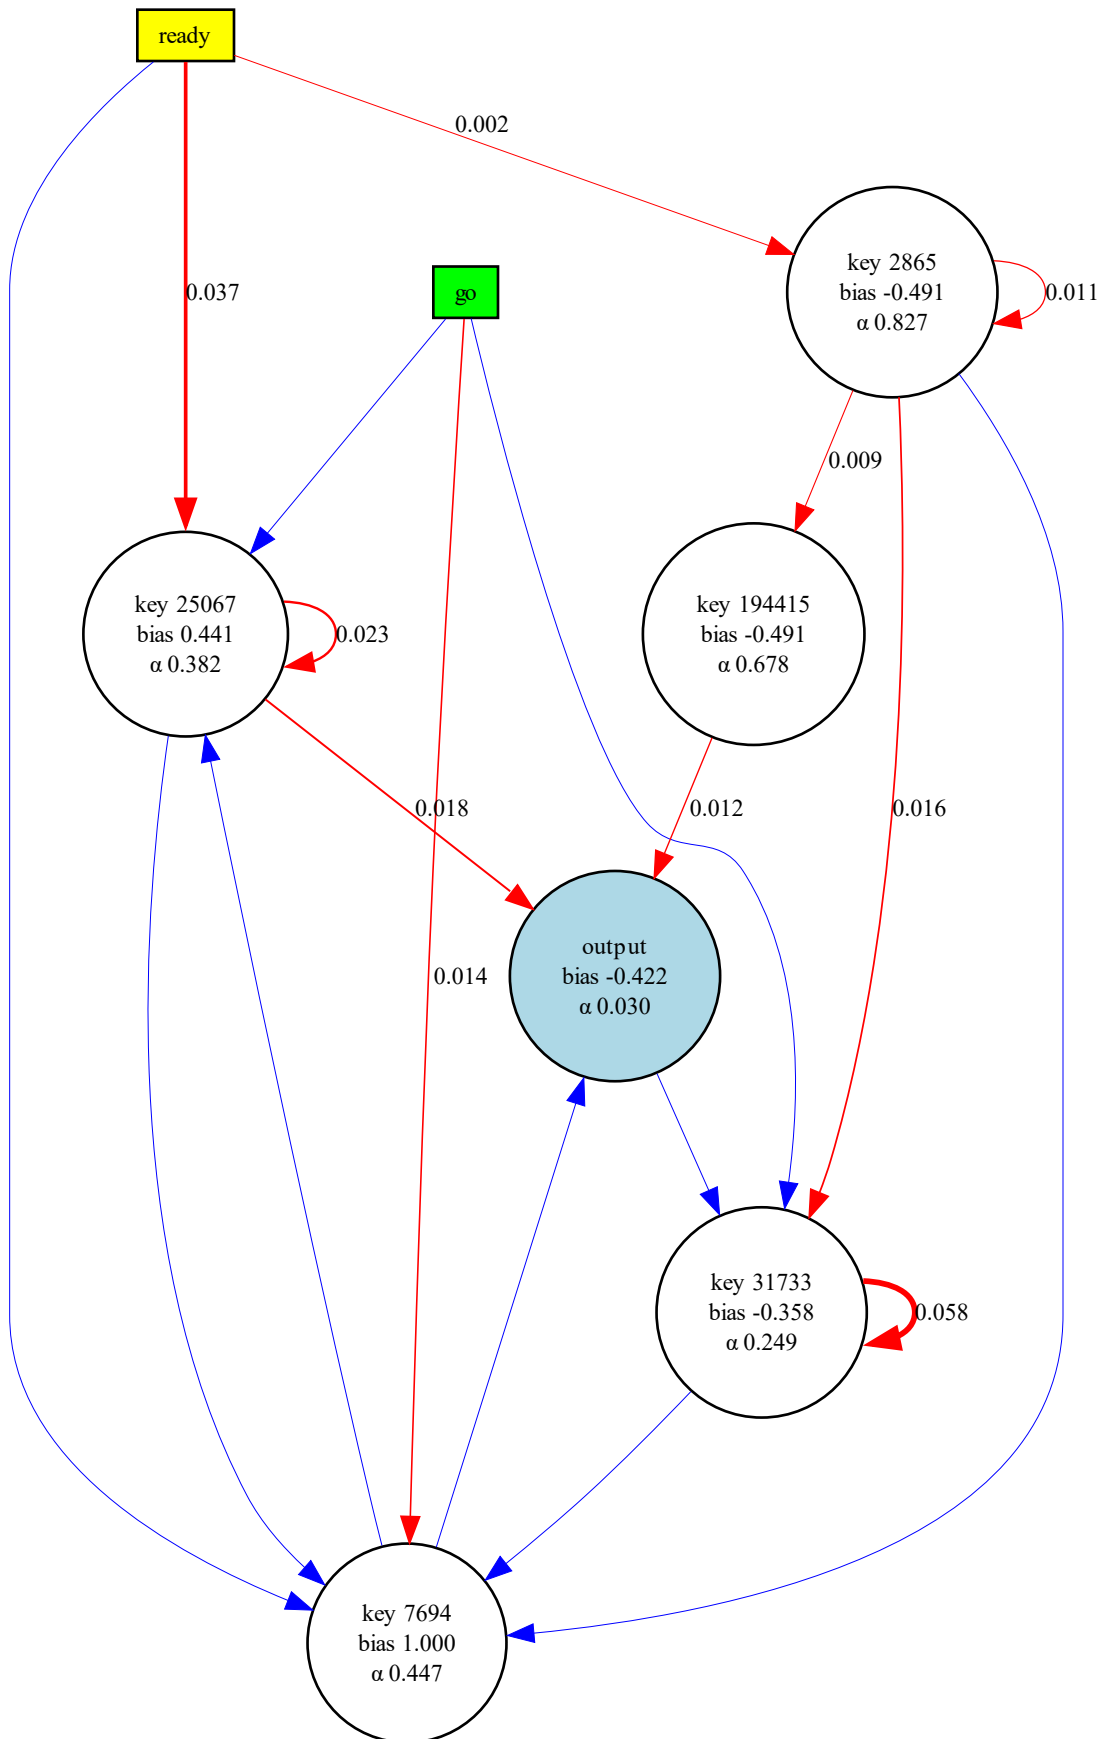 ready
0.002
key 2865
bias -0.491
α 0.827
0.011
0.037
go
0.009
key 25067
bias 0.441
α 0.382
0.023
key 194415
bias -0.491
α 0.678
0.018
0.012
0.016
output
bias -0.422
α 0.030
0.014
key 31733
bias -0.358
α 0.249
0.058
key 7694
bias 1.000
α 0.447